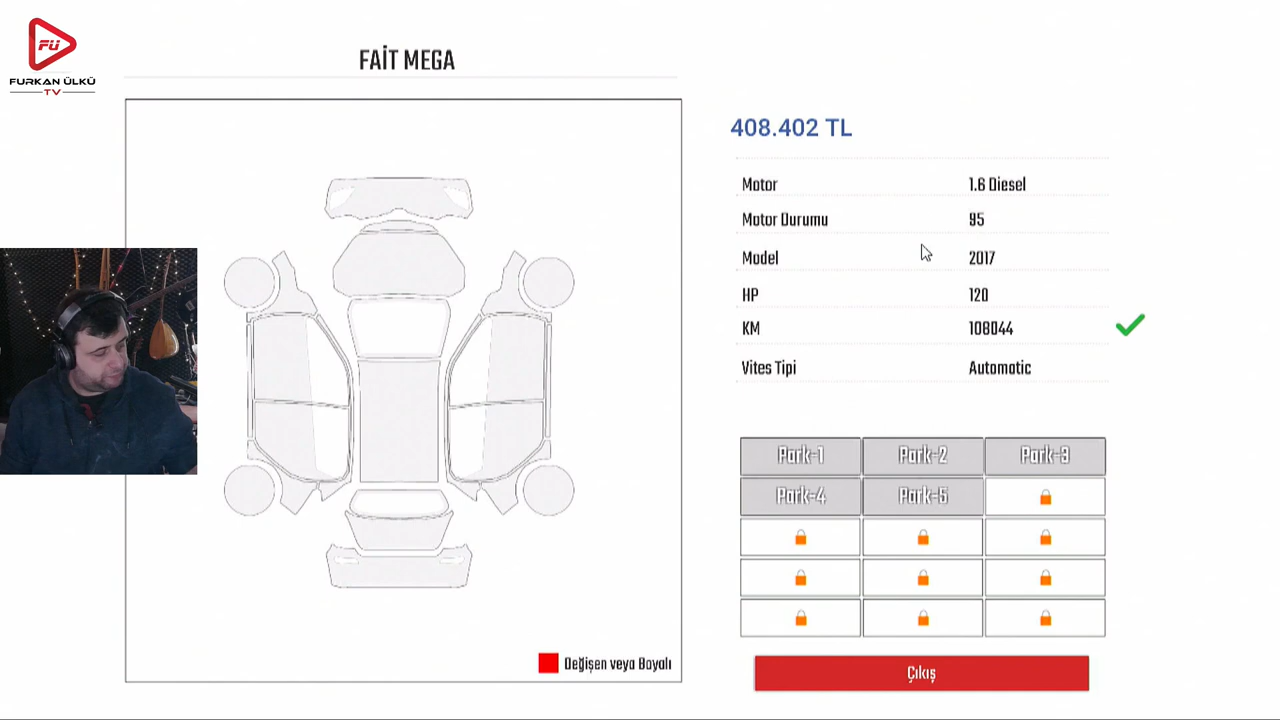 FU
FURKAN ÜLKÜ
TV
FAİT MEGA
408.402 TL
Motor 1.6 Diesel
Motor Durumu 95
Model 2017
HP 120
KM 108044
Vites Tipi Automatic
Park-1 Park-2 Park-3
Park-4 Park-5
Değişen veya Boyalı
Çıkış